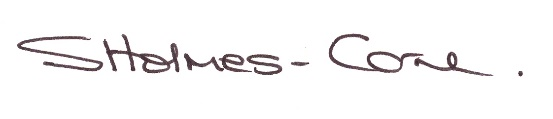 SHolmes - Cone .